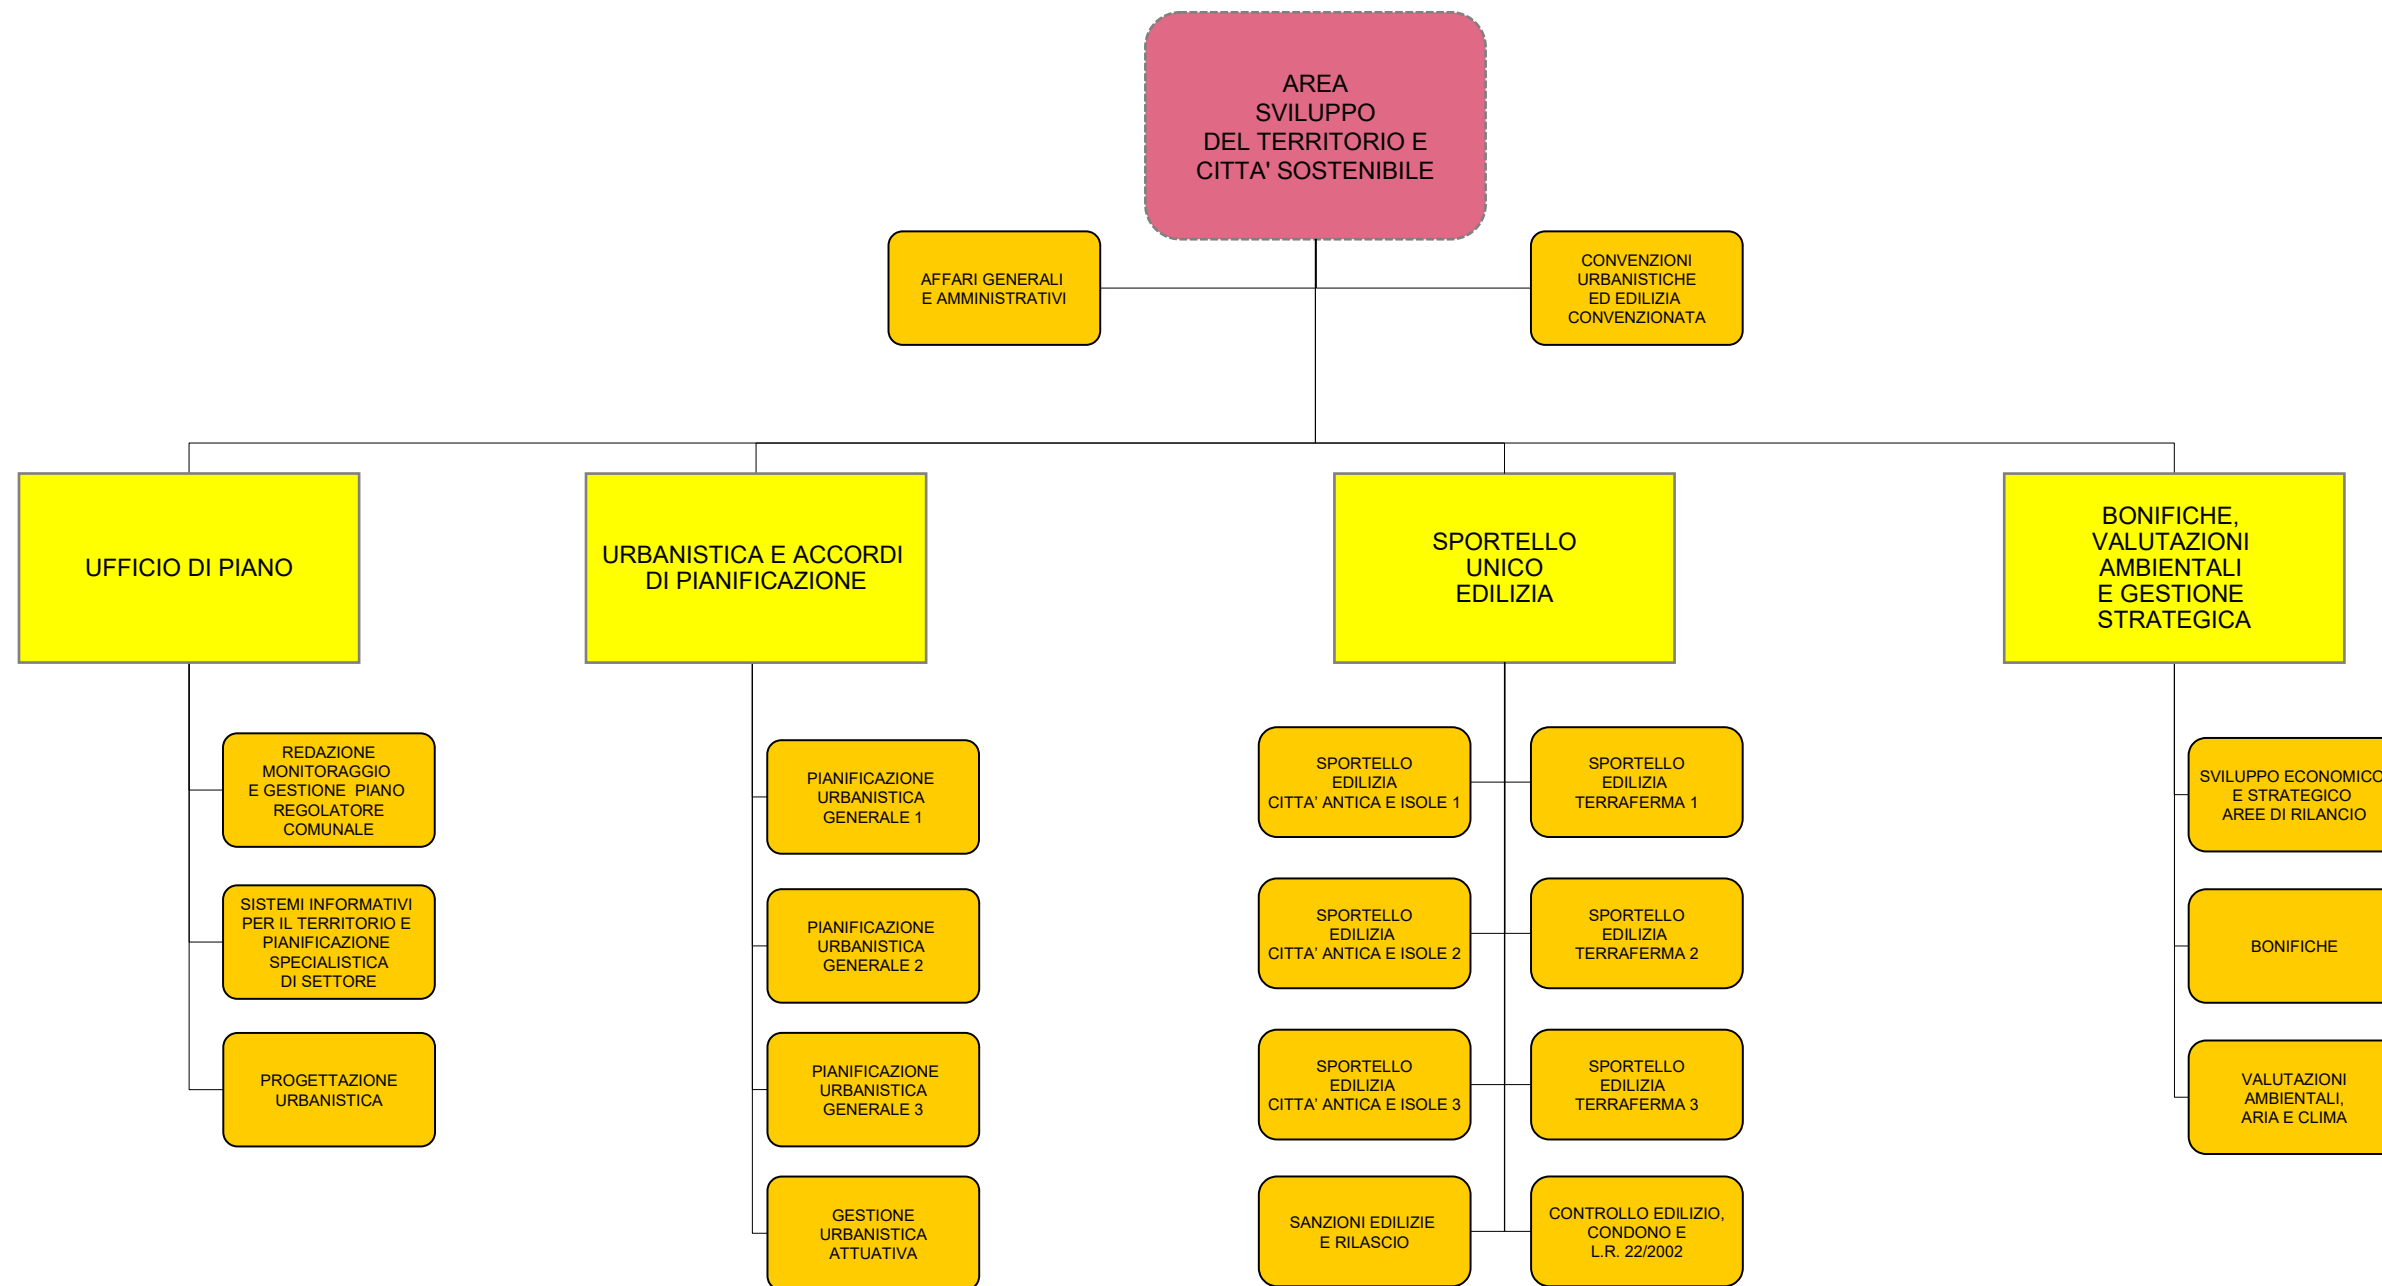 AREA
SVILUPPO
DEL TERRITORIO E
CITTA' SOSTENIBILE
AFFARI GENERALI
E AMMINISTRATIVI
CONVENZIONI
URBANISTICHE
ED EDILIZIA
CONVENZIONATA
UFFICIO DI PIANO
URBANISTICA E ACCORDI
DI PIANIFICAZIONE
SPORTELLO
UNICO
EDILIZIA
BONIFICHE,
VALUTAZIONI
AMBIENTALI
E GESTIONE
STRATEGICA
REDAZIONE
MONITORAGGIO
E GESTIONE PIANO
REGOLATORE
COMUNALE
SISTEMI INFORMATIVI
PER IL TERRITORIO E
PIANIFICAZIONE
SPECIALISTICA
DI SETTORE
PROGETTAZIONE
URBANISTICA
PIANIFICAZIONE
URBANISTICA
GENERALE 1
PIANIFICAZIONE
URBANISTICA
GENERALE 2
PIANIFICAZIONE
URBANISTICA
GENERALE 3
GESTIONE
URBANISTICA
ATTUATIVA
SPORTELLO
EDILIZIA
CITTA' ANTICA E ISOLE 1
SPORTELLO
EDILIZIA
TERRAFERMA 1
SPORTELLO
EDILIZIA
CITTA' ANTICA E ISOLE 2
SPORTELLO
EDILIZIA
TERRAFERMA 2
SPORTELLO
EDILIZIA
CITTA' ANTICA E ISOLE 3
SPORTELLO
EDILIZIA
TERRAFERMA 3
SANZIONI EDILIZIE
E RILASCIO
CONTROLLO EDILIZIO,
CONDONO E
L.R. 22/2002
SVILUPPO ECONOMICO
E STRATEGICO
AREE DI RILANCIO
BONIFICHE
VALUTAZIONI
AMBIENTALI,
ARIA E CLIMA